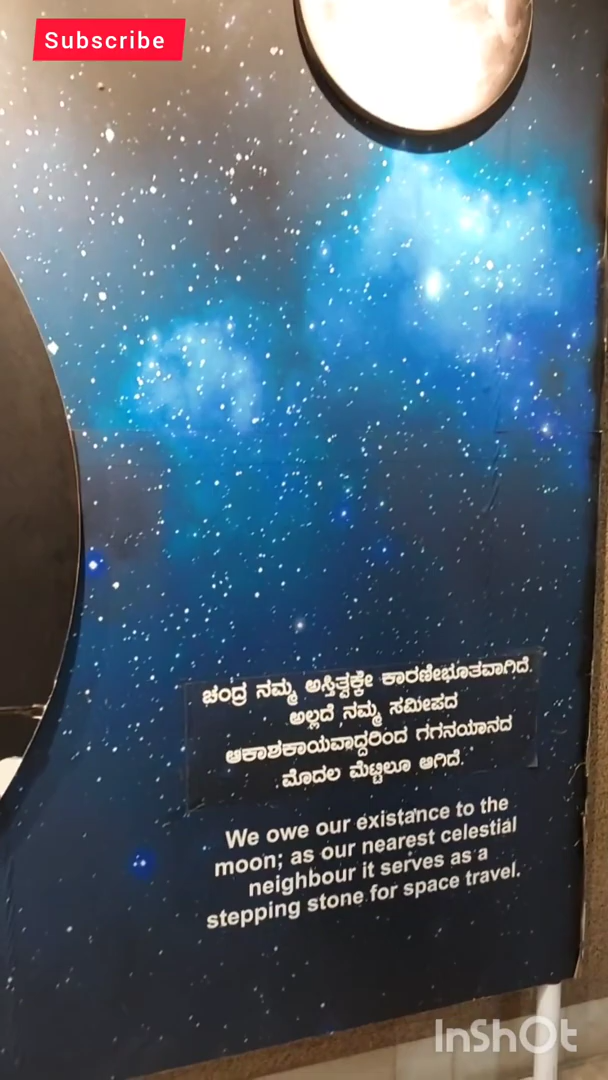 Subscribe
ಚಂದ್ರ ನಮ್ಮ ಅಸ್ತಿತ್ವಕ್ಕೇ ಕಾರಣೀಭೂತವಾಗಿದೆ.
ಅಲ್ಲದೆ ನಮ್ಮ ಸಮೀಪದ
ಆಕಾಶಕಾಯವಾದ್ದರಿಂದ ಗಗನಯಾನದ
ಮೊದಲ ಮೆಟ್ಟಿಲೂ ಆಗಿದೆ.
We owe our existance to the
moon; as our nearest celestial
neighbour it serves as a
stepping stone for space travel.
InShOt